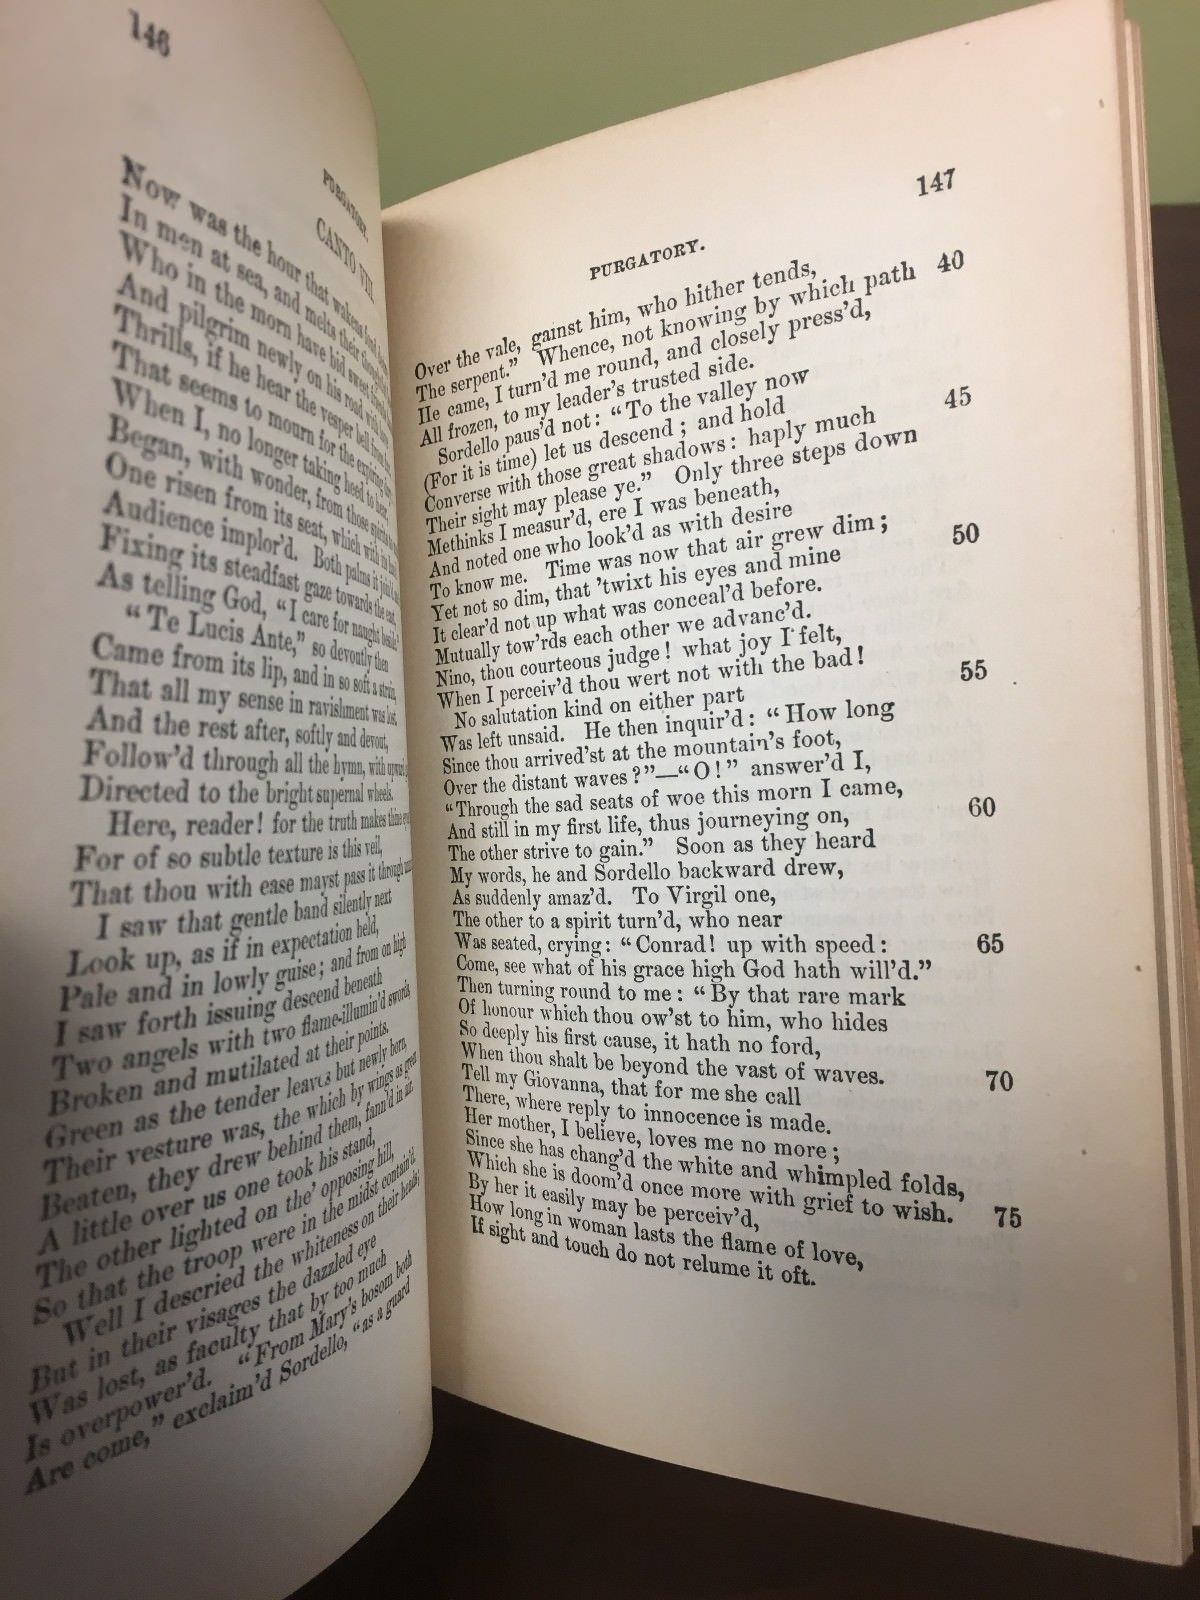 146
PURGATORY.
CANTO VIII.
Now was the hour that wakens fond
In men at sea, and melts their
Who in the morn have bid sweet
And pilgrim newly on his road with love
Thrills, if he hear the vesper bell from
That seems to mourn for the expiring day
When I, no longer taking heed to hear,
Began, with wonder, from those spirits to
One risen from its seat, which with its hand
Audience implor'd. Both palms it join'd
Fixing its steadfast gaze towards the east,
As telling God, "I care for naught beside."
"Te Lucis Ante," so devoutly then
Came from its lip, and in so soft a strain,
That all my sense in ravishment was lost.
And the rest after, softly and devout,
Follow'd through all the hymn, with upward
Directed to the bright supernal wheels.
Here, reader! for the truth makes thine
For of so subtle texture is this veil,
That thou with ease mayst pass it through
I saw that gentle band silently next
Look up, as if in expectation held,
Pale and in lowly guise; and from on high
I saw forth issuing descend beneath
Two angels with two flame-illumin'd swords,
Broken and mutilated at their points.
Green as the tender leaves but newly born,
Their vesture was, the which by wings as green
Beaten, they drew behind them, fann'd in air.
A little over us one took his stand,
The other lighted on the' opposing hill,
So that the troop were in the midst contain'd.
Well I descried the whiteness on their heads;
But in their visages the dazzled eye
Was lost, as faculty that by too much
Is overpower'd. "From Mary's bosom both
Are come," exclaim'd Sordello, "as a guard
147
PURGATORY.
Over the vale, gainst him, who hither tends,
The serpent." Whence, not knowing by which path 40
He came, I turn'd me round, and closely press'd,
All frozen, to my leader's trusted side.
Sordello paus'd not: "To the valley now
(For it is time) let us descend; and hold
Converse with those great shadows: haply much 45
Their sight may please ye." Only three steps down
Methinks I measur'd, ere I was beneath,
And noted one who look'd as with desire
To know me. Time was now that air grew dim;
Yet not so dim, that 'twixt his eyes and mine 50
It clear'd not up what was conceal'd before.
Mutually tow'rds each other we advanc'd.
Nino, thou courteous judge! what joy I felt,
When I perceiv'd thou wert not with the bad!
No salutation kind on either part 55
Was left unsaid. He then inquir'd: "How long
Since thou arrived'st at the mountain's foot,
Over the distant waves?"—"O!" answer'd I,
"Through the sad seats of woe this morn I came,
And still in my first life, thus journeying on, 60
The other strive to gain." Soon as they heard
My words, he and Sordello backward drew,
As suddenly amaz'd. To Virgil one,
The other to a spirit turn'd, who near
Was seated, crying: "Conrad! up with speed: 65
Come, see what of his grace high God hath will'd."
Then turning round to me: "By that rare mark
Of honour which thou ow'st to him, who hides
So deeply his first cause, it hath no ford,
When thou shalt be beyond the vast of waves. 70
Tell my Giovanna, that for me she call
There, where reply to innocence is made.
Her mother, I believe, loves me no more;
Since she has chang'd the white and whimpled folds,
Which she is doom'd once more with grief to wish. 75
By her it easily may be perceiv'd,
How long in woman lasts the flame of love,
If sight and touch do not relume it oft.